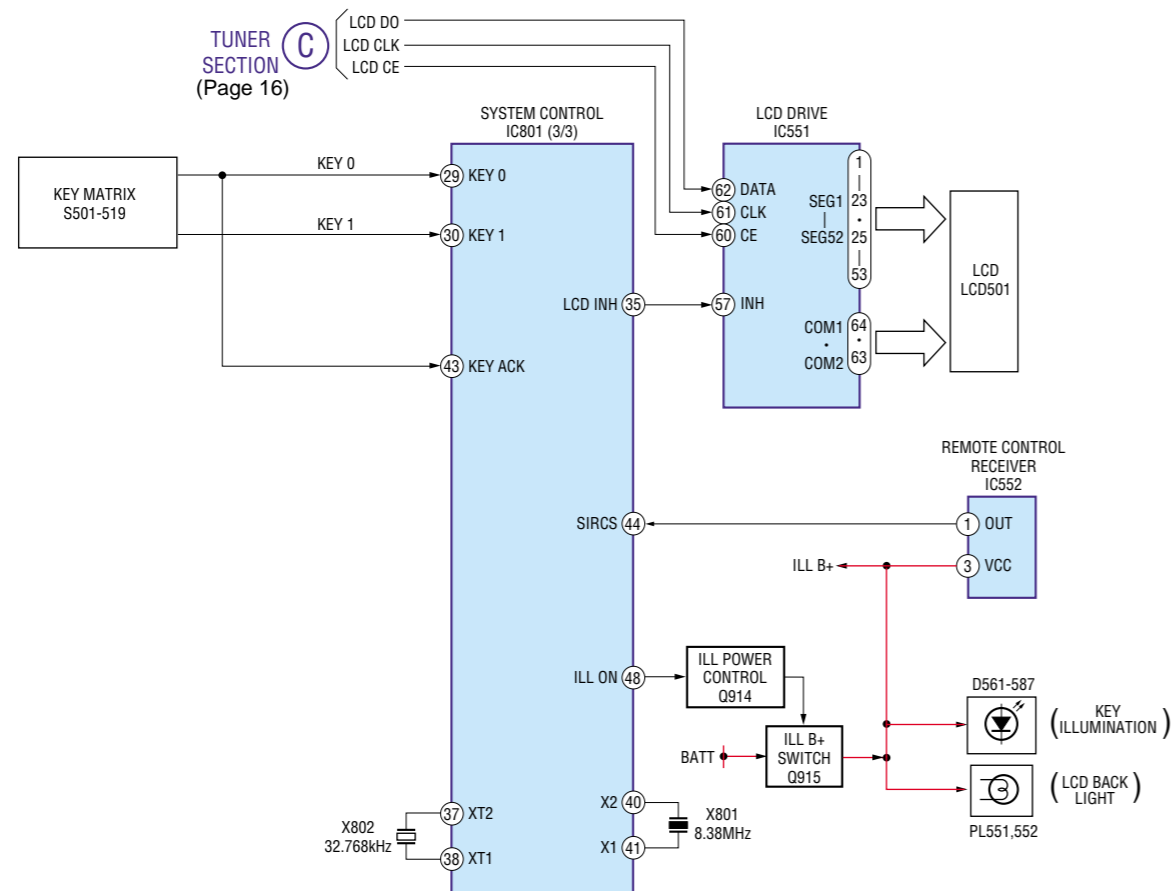 TUNER
SECTION
(Page 16)
C
LCD DO
LCD CLK
LCD CE
KEY MATRIX
S501-519
KEY 0
KEY 1
SYSTEM CONTROL
IC801 (3/3)
29 KEY 0
30 KEY 1
43 KEY ACK
LCD INH 35
LCD DRIVE
IC551
62 DATA
61 CLK
60 CE
57 INH
SEG1
|
SEG52
1
|
23
·
25
|
53
COM1
·
COM2
64
·
63
LCD
LCD501
REMOTE CONTROL
RECEIVER
IC552
1 OUT
3 VCC
SIRCS 44
ILL B+
ILL ON 48
ILL POWER
CONTROL
Q914
BATT
ILL B+
SWITCH
Q915
D561-587
(KEY
ILLUMINATION)
(LCD BACK
LIGHT)
PL551,552
X802
32.768kHz
37 XT2
38 XT1
X2 40
X1 41
X801
8.38MHz